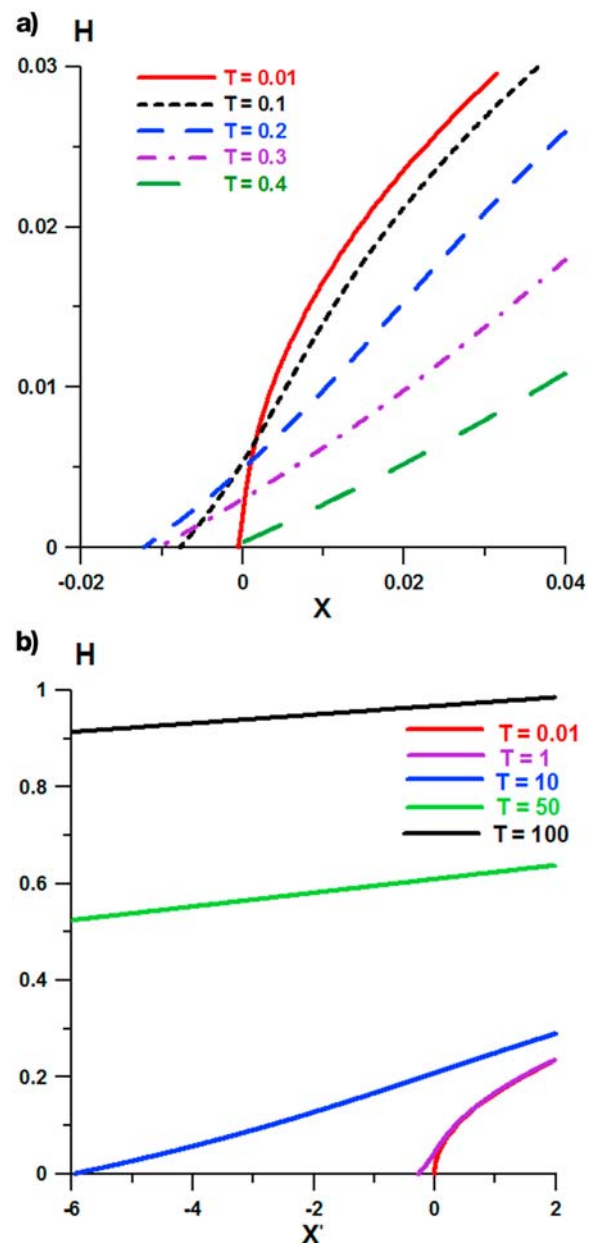 a) H
0.03
T = 0.01
T = 0.1
T = 0.2
T = 0.3
T = 0.4
0.02
0.01
0
-0.02 0 0.02 0.04
X
b) H
1
T = 0.01
T = 1
T = 10
T = 50
T = 100
0.8
0.6
0.4
0.2
0
-6 -4 -2 0 2
X'